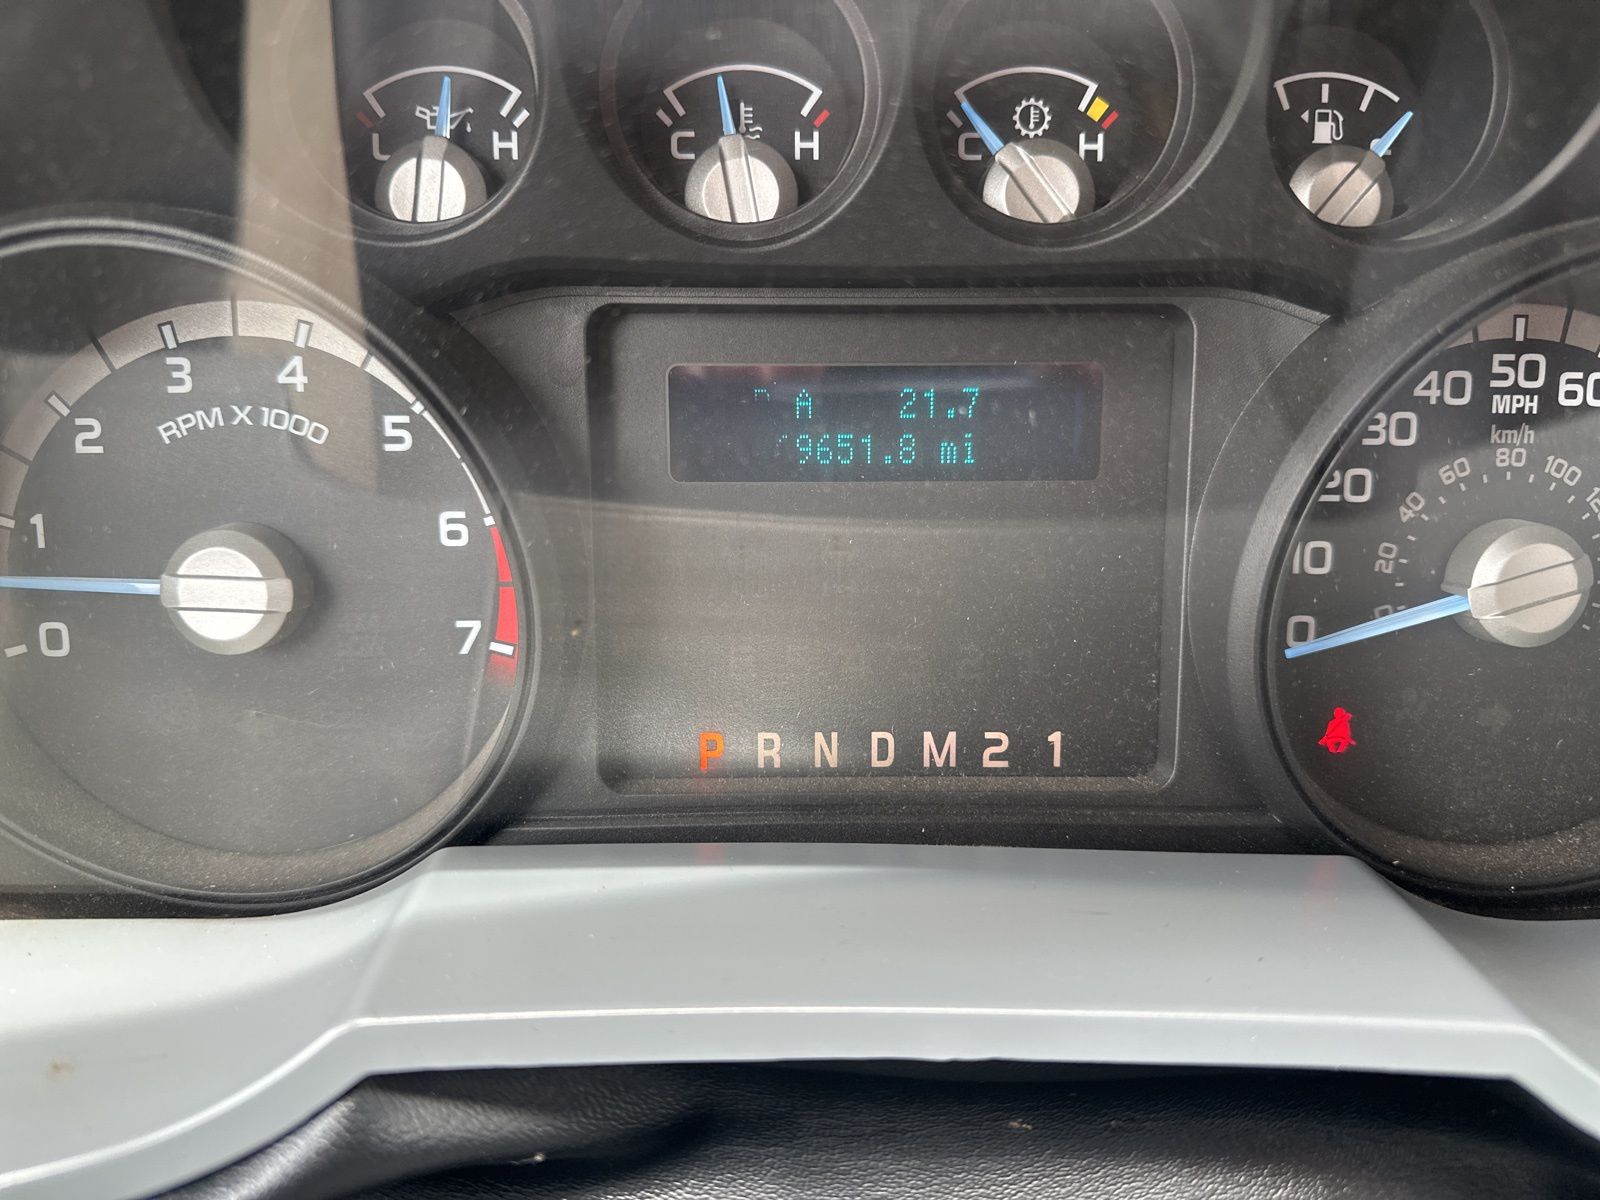 L H
C H
C H
0 1 2 3 4 5 6 7
RPM X 1000
A 21.7
9651.8 mi
P R N D M 2 1
0 10 20 30 40 50 60
MPH
km/h
20 40 60 80 100